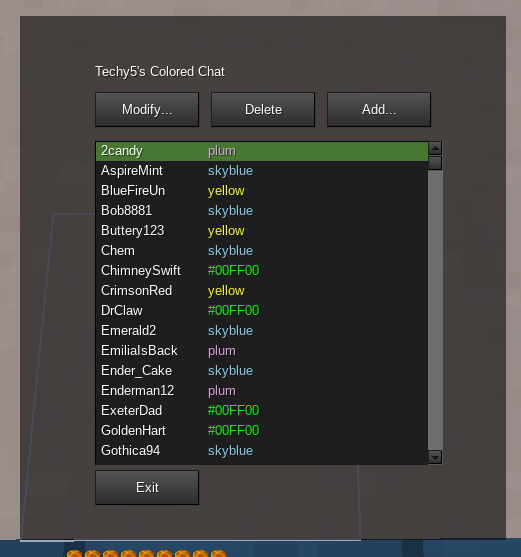 Techy5's Colored Chat
Modify... Delete Add...
2candy plum
AspireMint skyblue
BlueFireUn yellow
Bob8881 skyblue
Buttery123 yellow
Chem skyblue
ChimneySwift #00FF00
CrimsonRed yellow
DrClaw #00FF00
Emerald2 skyblue
EmiliaIsBack plum
Ender_Cake skyblue
Enderman12 plum
ExeterDad #00FF00
GoldenHart #00FF00
Gothica94 skyblue
Exit